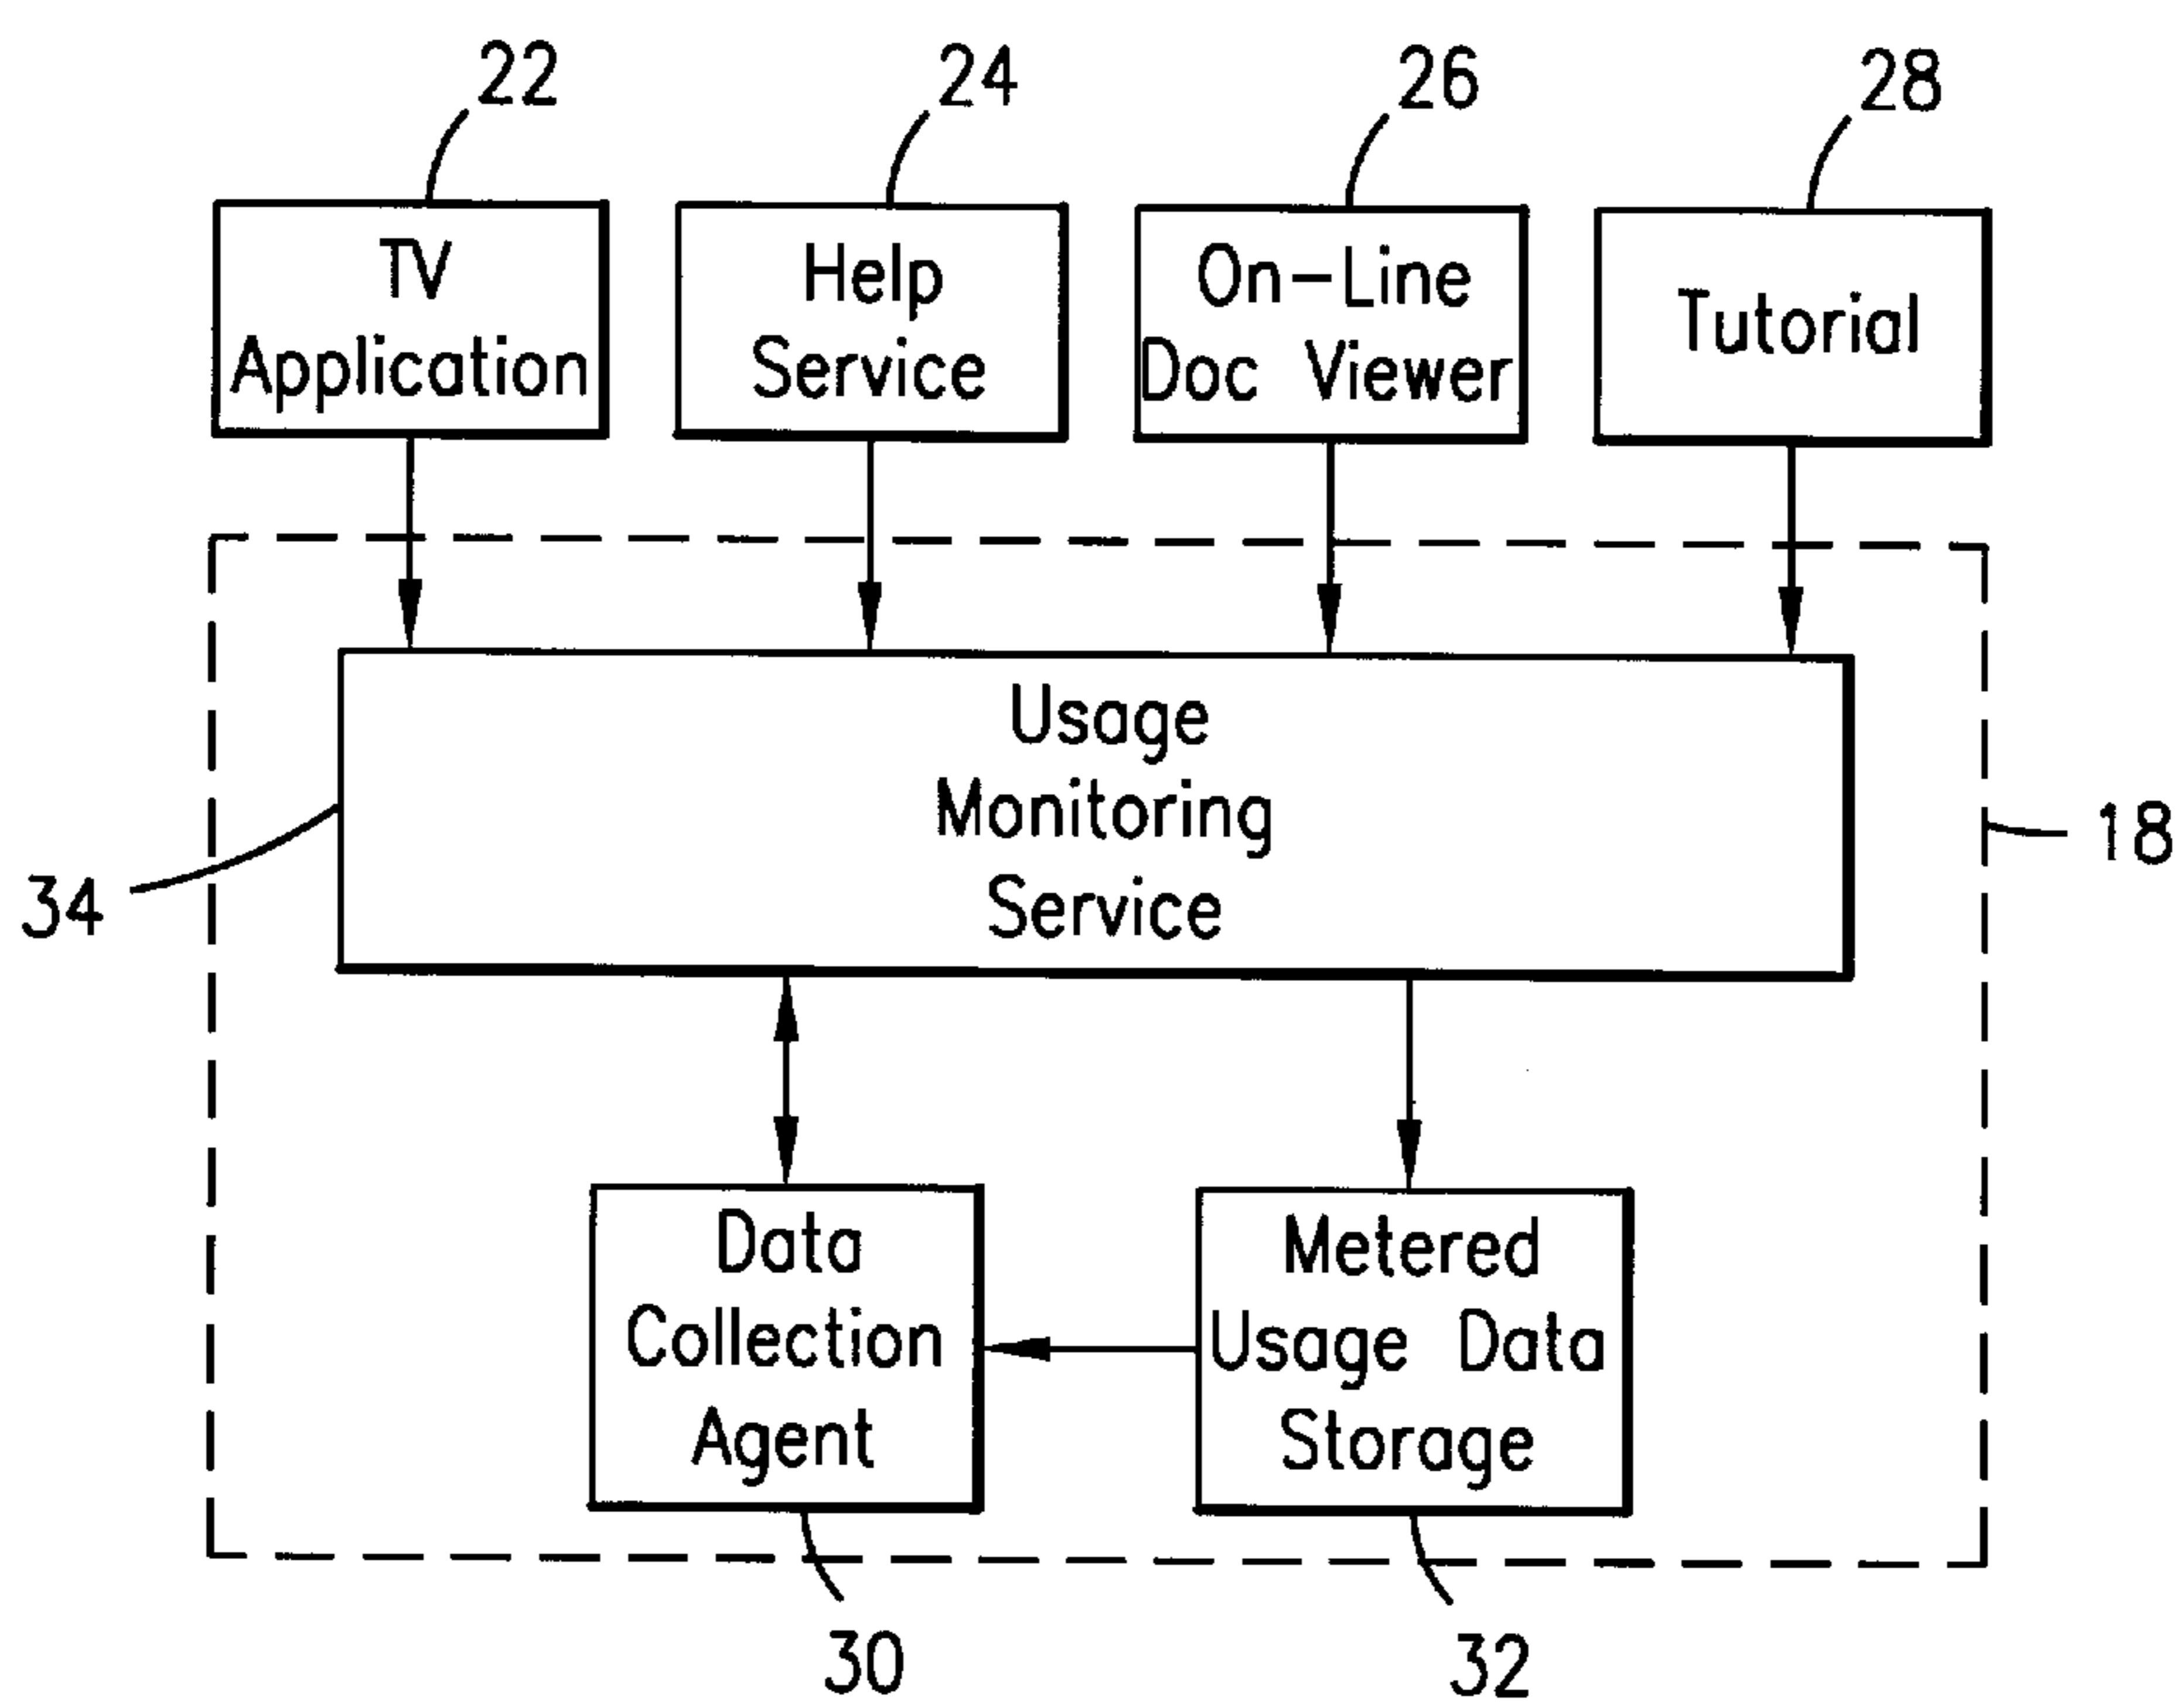 22
24
26
28
TV
Application
Help
Service
On-Line
Doc Viewer
Tutorial
Usage
Monitoring
Service
18
34
Data
Collection
Agent
Metered
Usage Data
Storage
30
32